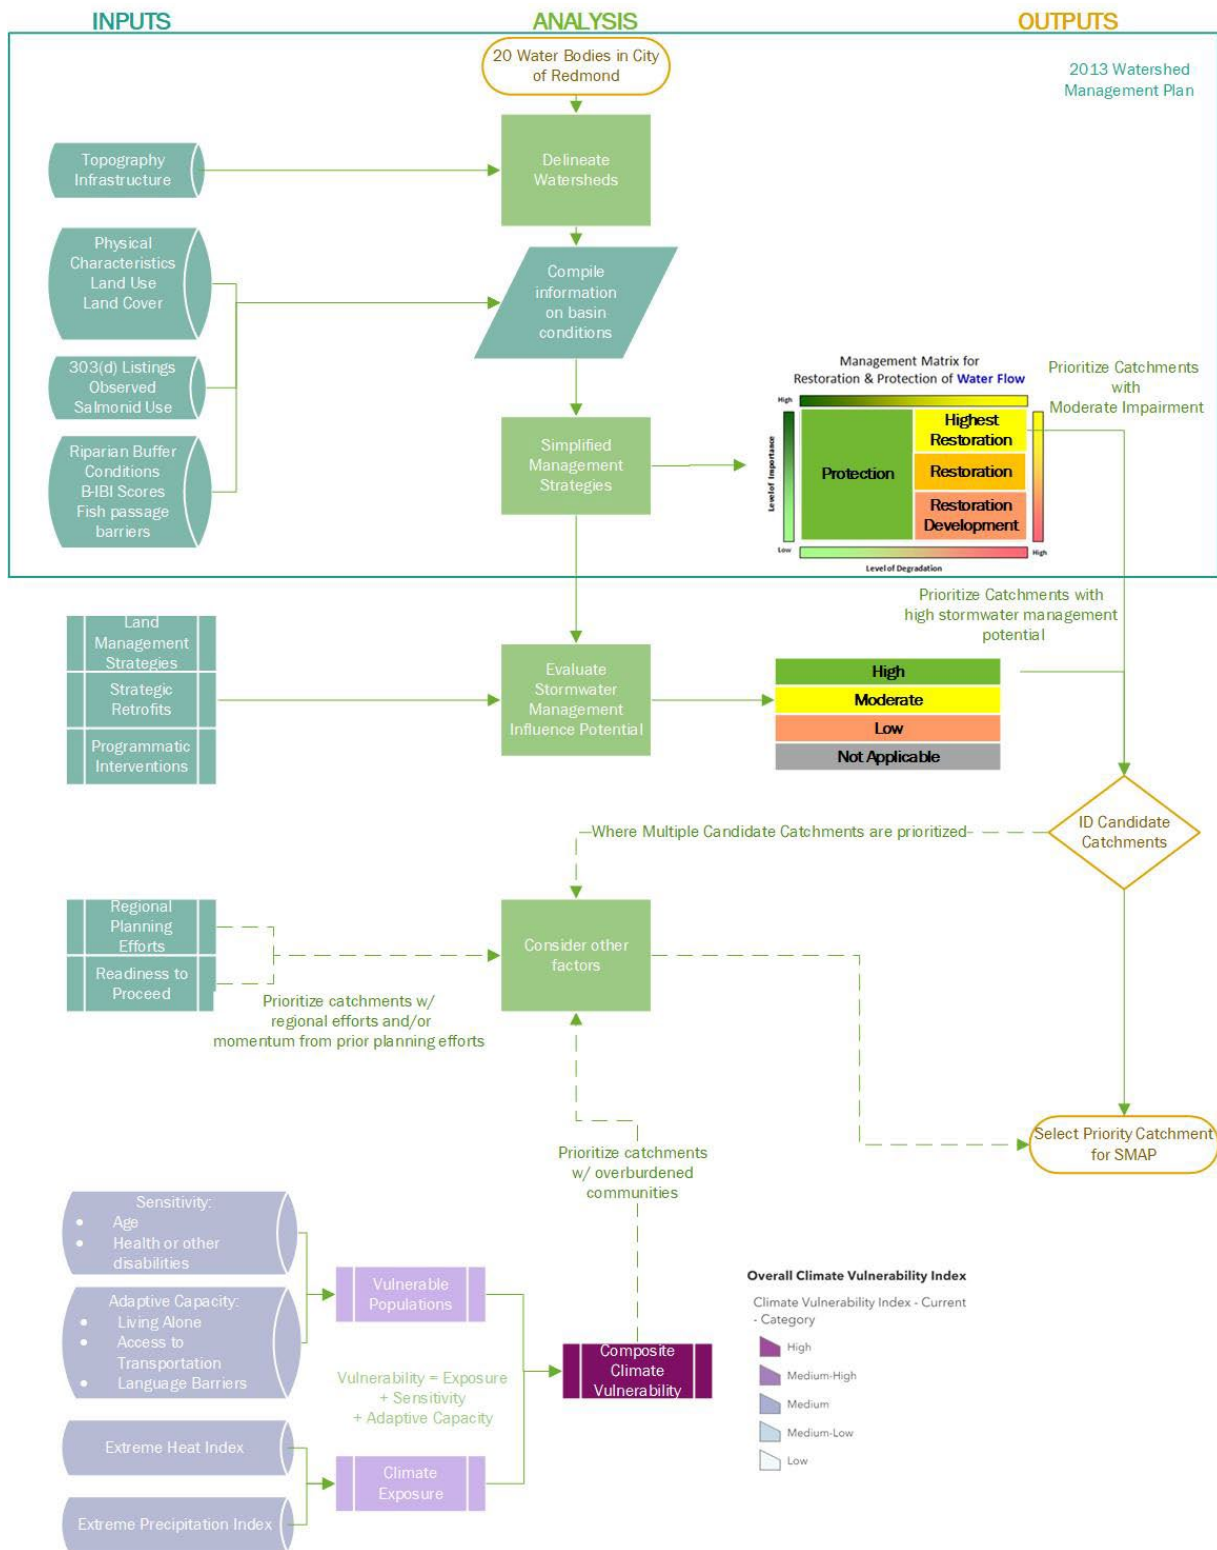 INPUTS
ANALYSIS
OUTPUTS
20 Water Bodies in City
of Redmond
2013 Watershed
Management Plan
Topography
Infrastructure
Delineate
Watersheds
Physical
Characteristics
Land Use
Land Cover
Compile
information
on basin
conditions
303(d) Listings
Observed
Salmonid Use
Riparian Buffer
Conditions
B-IBI Scores
Fish passage
barriers
Simplified
Management
Strategies
Management Matrix for
Restoration & Protection of Water Flow
High
Level of Importance
Low
Protection
Highest
Restoration
Restoration
Restoration
Development
High
Level of Degradation
Prioritize Catchments
with
Moderate Impairment
Prioritize Catchments with
high stormwater management
potential
Land
Management
Strategies
Strategic
Retrofits
Programmatic
Interventions
Evaluate
Stormwater
Management
Influence Potential
High
Moderate
Low
Not Applicable
ID Candidate
Catchments
Where Multiple Candidate Catchments are prioritized
Regional
Planning
Efforts
Readiness to
Proceed
Prioritize catchments w/
regional efforts and/or
momentum from prior planning efforts
Consider other
factors
Select Priority Catchment
for SMAP
Prioritize catchments
w/ overburdened
communities
Sensitivity:
• Age
• Health or other
disabilities
Adaptive Capacity:
• Living Alone
• Access to
Transportation
• Language Barriers
Vulnerable
Populations
Vulnerability = Exposure
+ Sensitivity
+ Adaptive Capacity
Composite
Climate
Vulnerability
Extreme Heat Index
Extreme Precipitation Index
Climate
Exposure
Overall Climate Vulnerability Index
Climate Vulnerability Index - Current
- Category
High
Medium-High
Medium
Medium-Low
Low